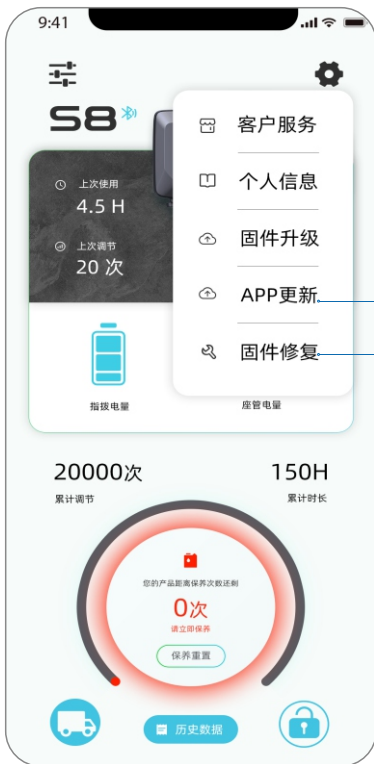 9:41
S8
客户服务
个人信息
固件升级
APP更新
固件修复
上次使用
4.5 H
上次调节
20 次
指拨电量
座管电量
20000次
150H
累计调节
累计时长
您的产品距离保养次数还剩
0次
请立即保养
保养重置
历史数据